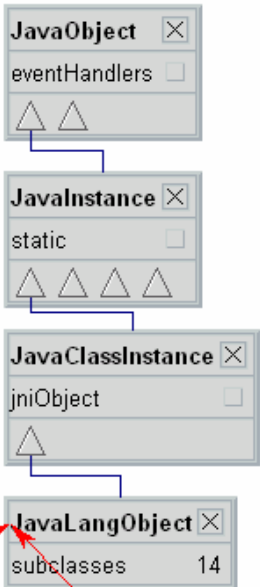 JavaObject
eventHandlers
JavaInstance
static
JavaClassInstance
jniObject
JavaLangObject
subclasses 14